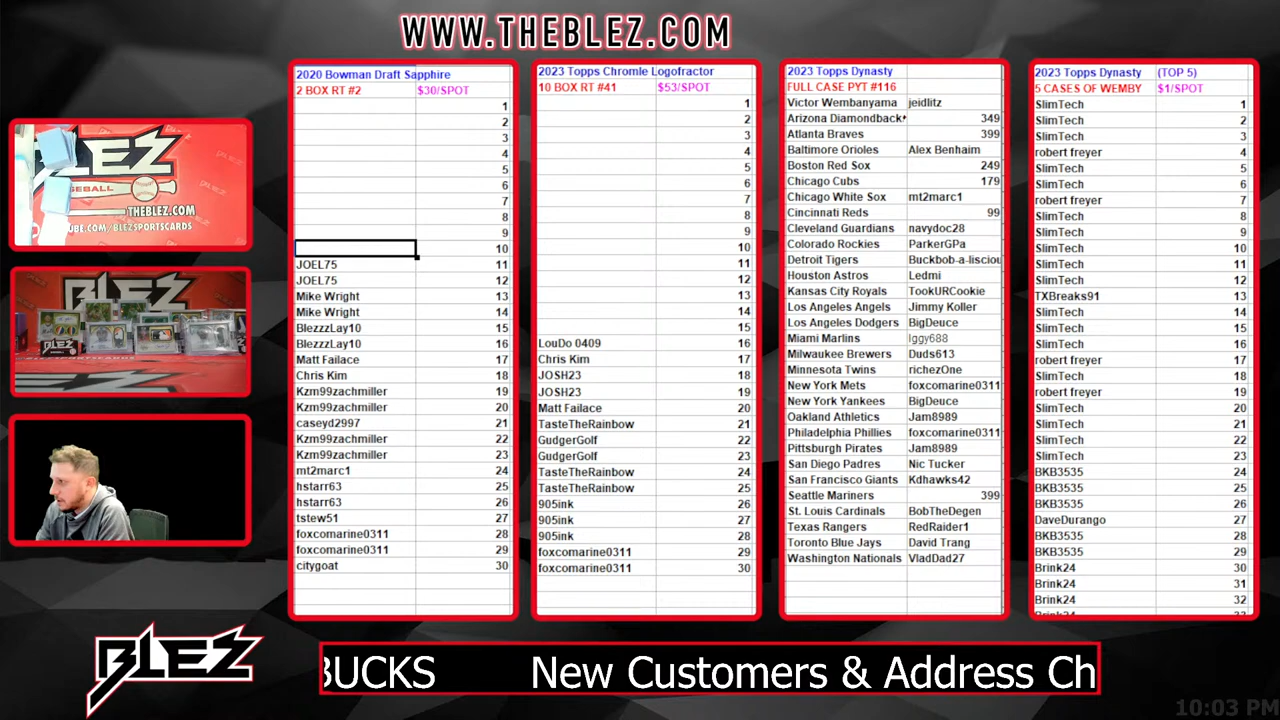 WWW.THEBLEZ.COM
BLEZ
BASEBALL
THEBLEZ.COM
BLEZ
BLEZ
2020 Bowman Draft Sapphire
2 BOX RT #2 $30/SPOT
1
2
3
4
5
6
7
8
9
10
JOEL75 11
JOEL75 12
Mike Wright 13
Mike Wright 14
BlezzzLay10 15
BlezzzLay10 16
Matt Failace 17
Chris Kim 18
Kzm99zachmiller 19
Kzm99zachmiller 20
caseyd2997 21
Kzm99zachmiller 22
Kzm99zachmiller 23
mt2marc1 24
hstarr63 25
hstarr63 26
tstew51 27
foxcomarine0311 28
foxcomarine0311 29
citygoat 30
2023 Topps Chromle Logofractor
10 BOX RT #41 $53/SPOT
1
2
3
4
5
6
7
8
9
10
11
12
13
14
15
LouDo 0409 16
Chris Kim 17
JOSH23 18
JOSH23 19
Matt Failace 20
TasteTheRainbow 21
GudgerGolf 22
GudgerGolf 23
TasteTheRainbow 24
TasteTheRainbow 25
905ink 26
905ink 27
905ink 28
foxcomarine0311 29
foxcomarine0311 30
2023 Topps Dynasty
FULL CASE PYT #116
Victor Wembanyama jeidlitz
Arizona Diamondback 349
Atlanta Braves 399
Baltimore Orioles Alex Benhaim
Boston Red Sox 249
Chicago Cubs 179
Chicago White Sox mt2marc1
Cincinnati Reds 99
Cleveland Guardians navydoc28
Colorado Rockies ParkerGPa
Detroit Tigers Buckbob-a-lisciou
Houston Astros Ledmi
Kansas City Royals TookURCookie
Los Angeles Angels Jimmy Koller
Los Angeles Dodgers BigDeuce
Miami Marlins Iggy688
Milwaukee Brewers Duds613
Minnesota Twins richezOne
New York Mets foxcomarine0311
New York Yankees BigDeuce
Oakland Athletics Jam8989
Philadelphia Phillies foxcomarine0311
Pittsburgh Pirates Jam8989
San Diego Padres Nic Tucker
San Francisco Giants Kdhawks42
Seattle Mariners 399
St. Louis Cardinals BobTheDegen
Texas Rangers RedRaider1
Toronto Blue Jays David Trang
Washington Nationals VladDad27
2023 Topps Dynasty (TOP 5)
5 CASES OF WEMBY $1/SPOT
SlimTech 1
SlimTech 2
SlimTech 3
robert freyer 4
SlimTech 5
SlimTech 6
robert freyer 7
SlimTech 8
SlimTech 9
SlimTech 10
SlimTech 11
SlimTech 12
TXBreaks91 13
SlimTech 14
SlimTech 15
SlimTech 16
robert freyer 17
SlimTech 18
robert freyer 19
SlimTech 20
SlimTech 21
SlimTech 22
SlimTech 23
BKB3535 24
BKB3535 25
BKB3535 26
DaveDurango 27
BKB3535 28
BKB3535 29
Brink24 30
Brink24 31
Brink24 32
Brink24 33
BLEZ
BUCKS New Customers & Address Ch
10:03 PM